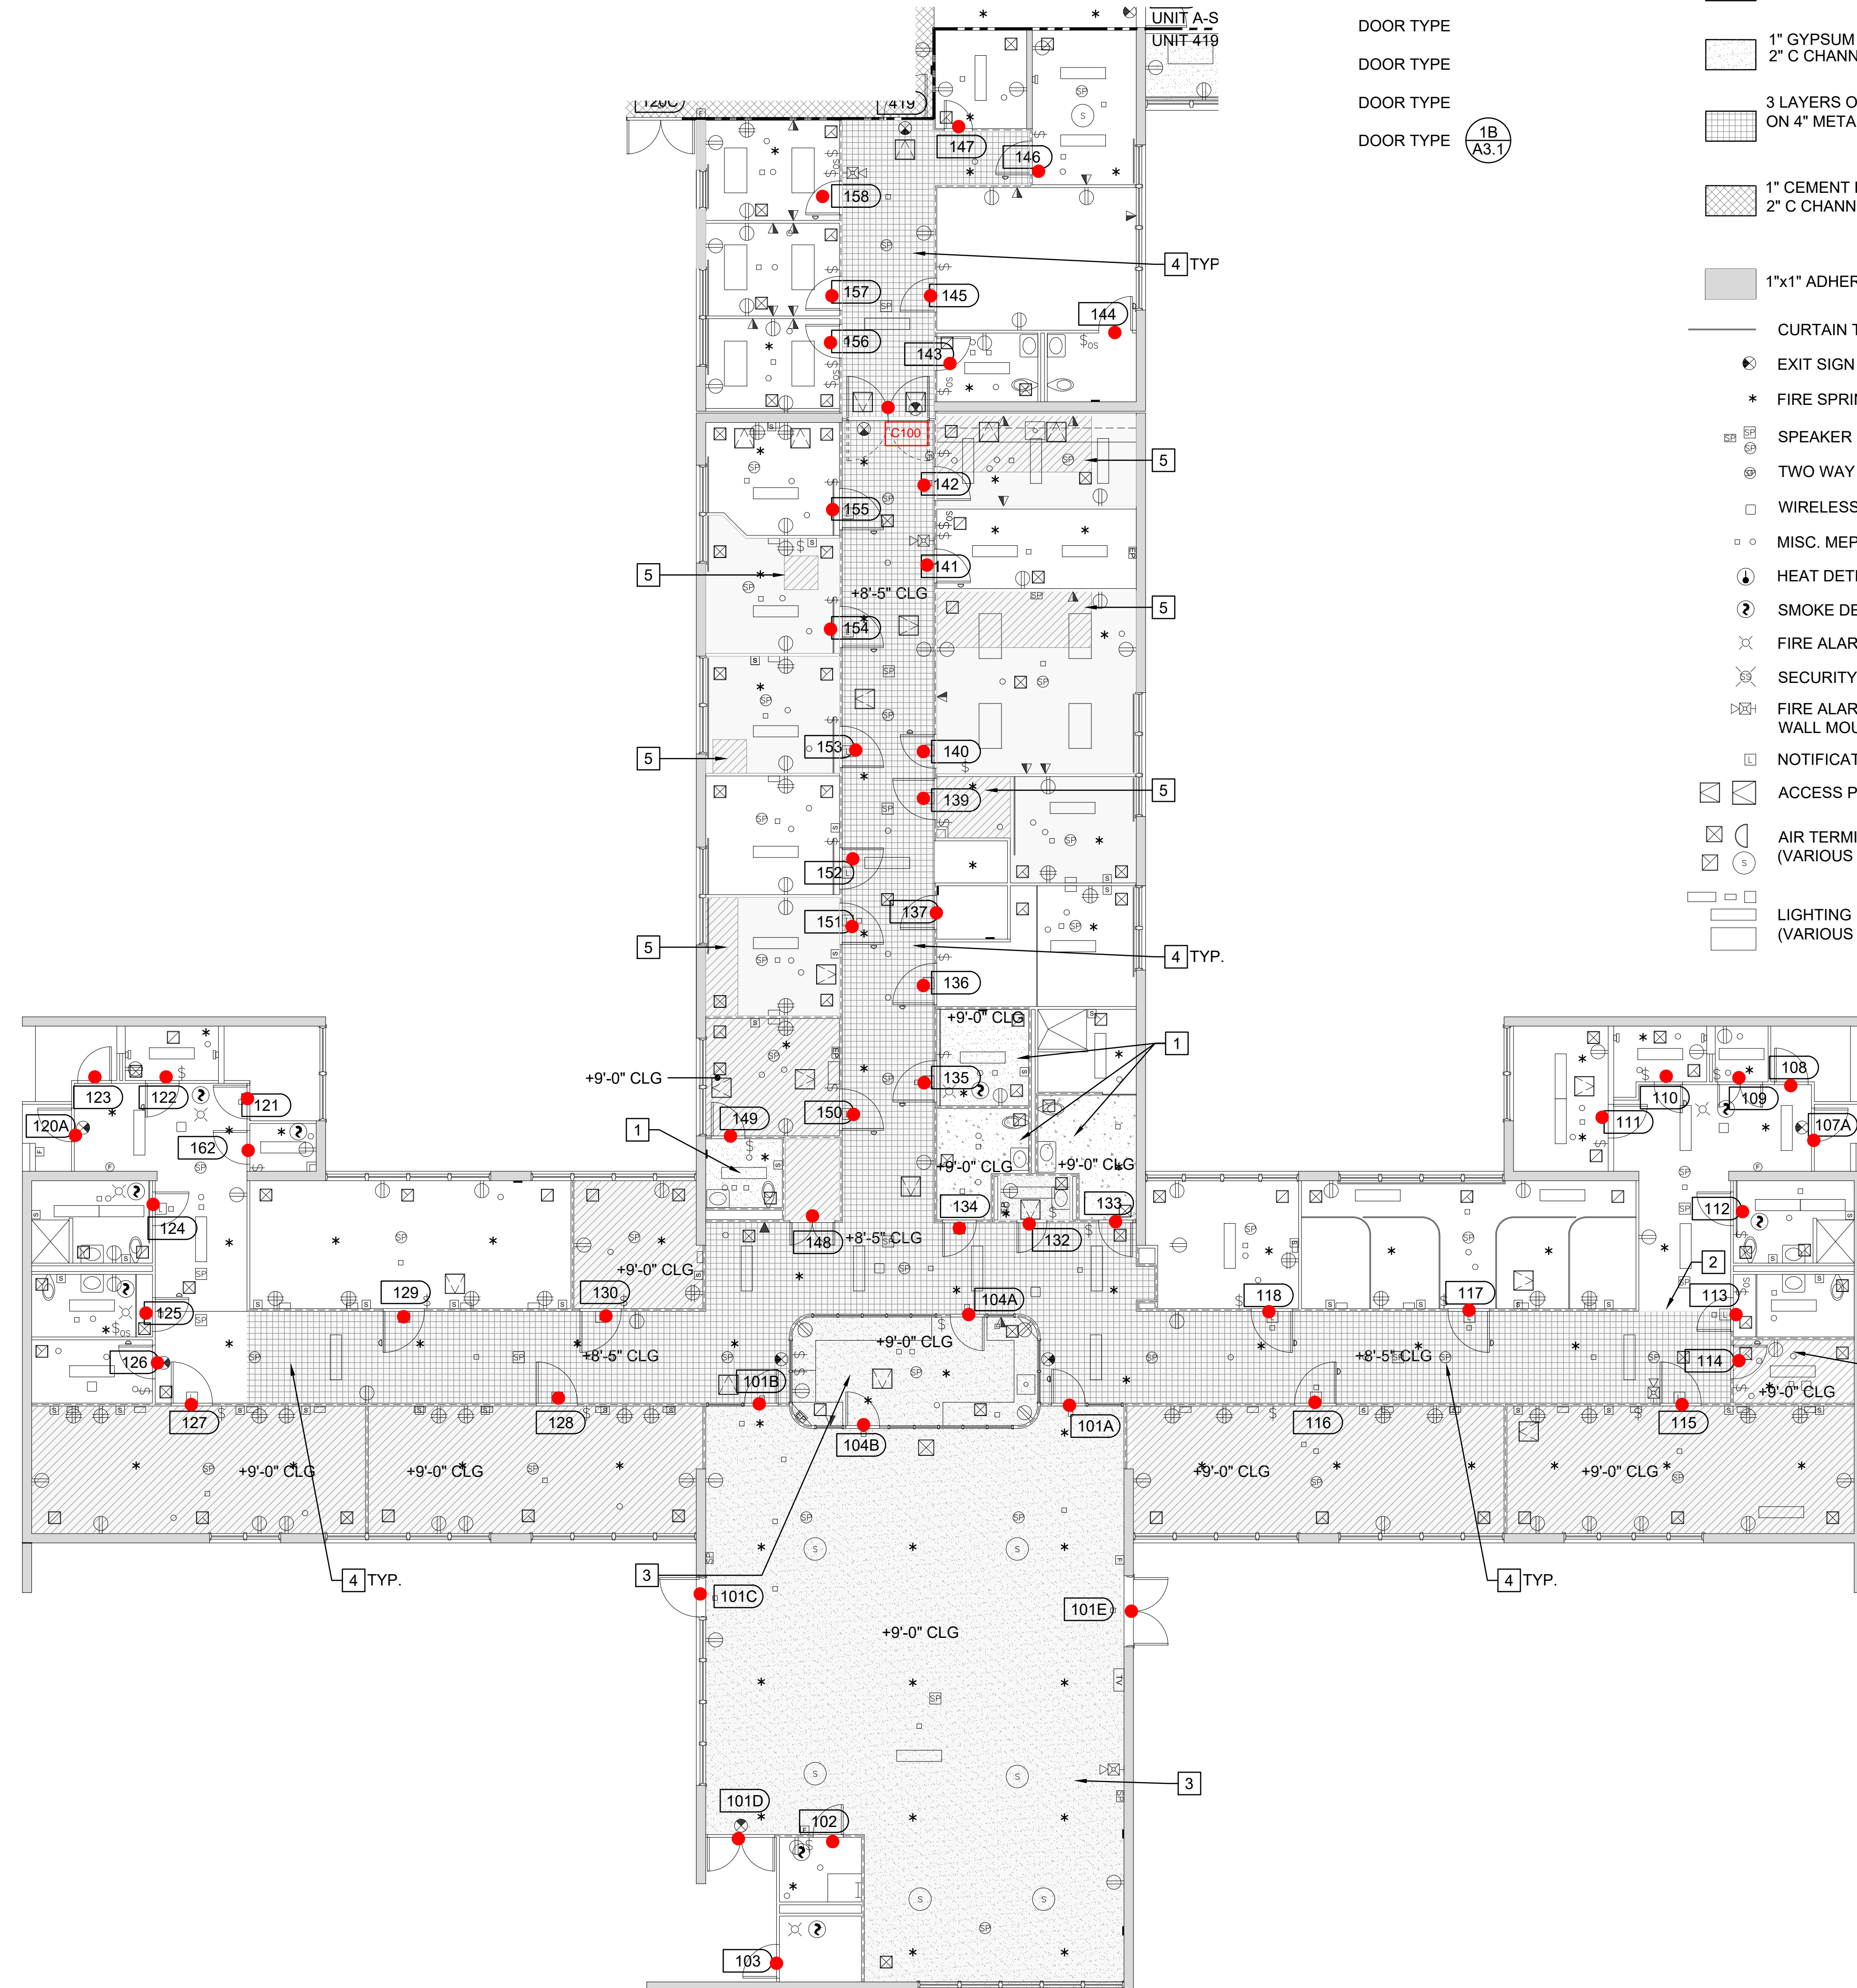 UNIT A-S
UNIT 419
DOOR TYPE
DOOR TYPE
DOOR TYPE
DOOR TYPE
1B
A3.1
1" GYPSUM
2" C CHANN
3 LAYERS O
ON 4" META
1" CEMENT
2" C CHANN
1"x1" ADHER
CURTAIN T
EXIT SIGN
FIRE SPRIN
SPEAKER
TWO WAY
WIRELESS
MISC. MEP
HEAT DETE
SMOKE DE
FIRE ALAR
SECURITY
FIRE ALAR
WALL MOU
NOTIFICAT
ACCESS P
AIR TERMI
(VARIOUS
LIGHTING
(VARIOUS
120C
419
147
146
158
4 TYP
157
145
144
156
143
C100
5
142
155
141
5
+8'-5" CLG
5
154
153
140
5
139
5
152
151
137
5
4 TYP.
136
+9'-0" CLG
1
+9'-0" CLG
135
150
149
1
+9'-0" CLG
+9'-0" CLG
134
133
148
+8'-5" CLG
132
123
122
121
120A
162
124
129
130
+9'-0" CLG
125
126
+8'-5" CLG
127
128
101B
104A
+9'-0" CLG
104B
101A
108
110
109
111
107A
112
2
118
117
113
+8'-5" CLG
114
+9'-0" CLG
116
115
+9'-0" CLG
+9'-0" CLG
+9'-0" CLG
+9'-0" CLG
4 TYP.
3
4 TYP.
101C
101E
+9'-0" CLG
TV
3
101D
102
103